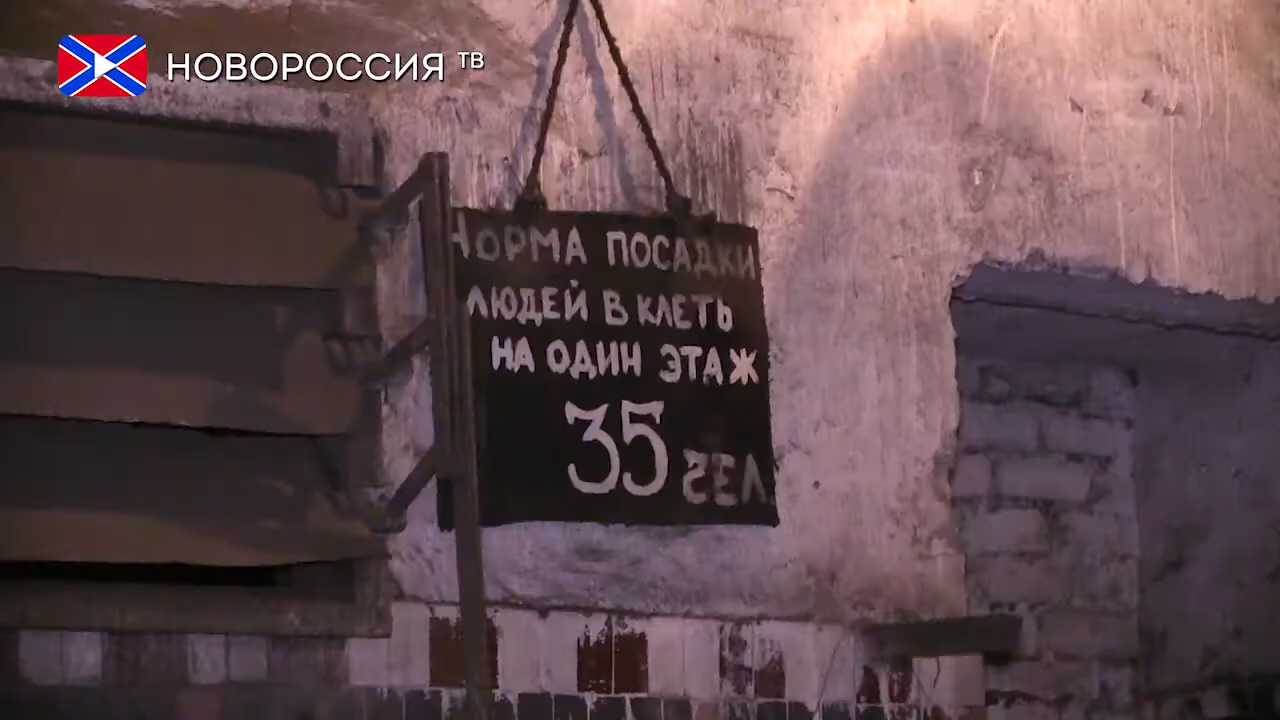 НОВОРОССИЯ ТВ
НОРМА ПОСАДКИ
ЛЮДЕЙ В КЛЕТЬ
НА ОДИН ЭТАЖ
35 ЧЕЛ.